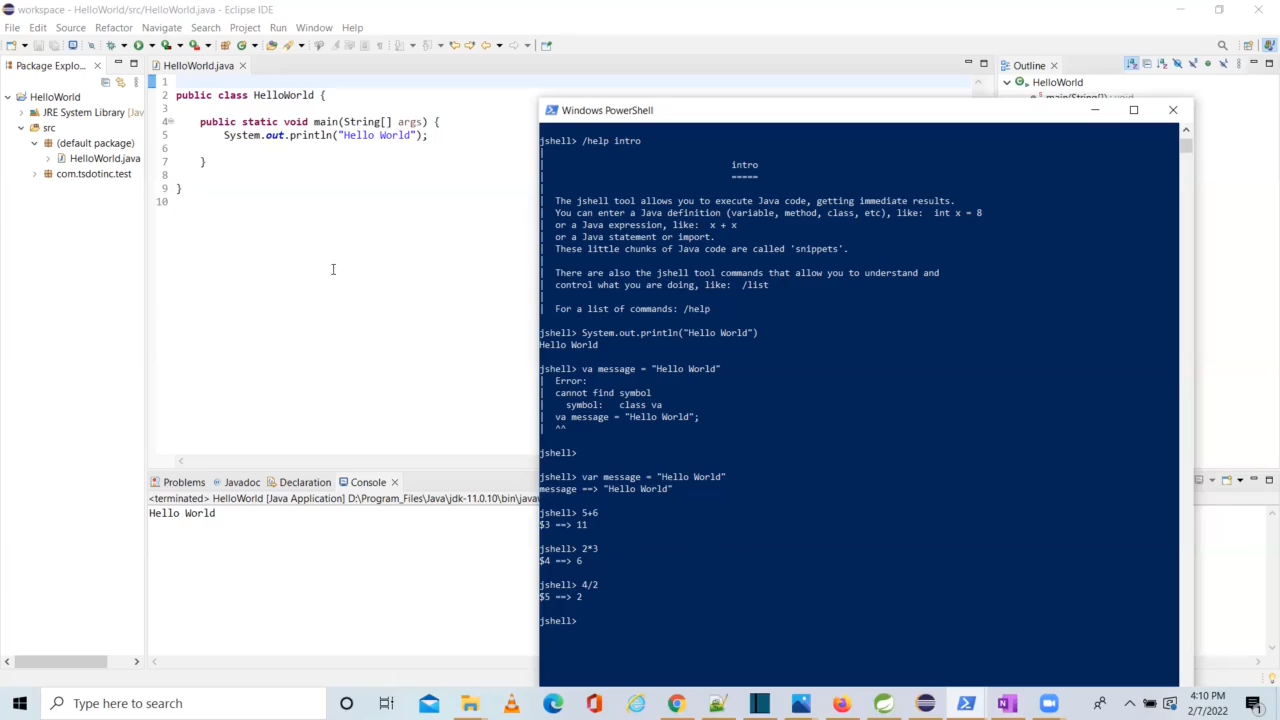 workspace - HelloWorld/src/HelloWorld.java - Eclipse IDE
File Edit Source Refactor Navigate Search Project Run Window Help
Package Explo...
HelloWorld
JRE System Library [Jav
src
(default package)
HelloWorld.java
com.tsdotinc.test
HelloWorld.java
1
2 public class HelloWorld {
3
4 public static void main(String[] args) {
5 System.out.println("Hello World");
6
7 }
8
9 }
10
Outline
HelloWorld
main(String[]) : void
Problems Javadoc Declaration Console
<terminated> HelloWorld [Java Application] D:\Program_Files\Java\jdk-11.0.10\bin\javaw
Hello World
Windows PowerShell
jshell> /help intro
|
| intro
| =====
|
| The jshell tool allows you to execute Java code, getting immediate results.
| You can enter a Java definition (variable, method, class, etc), like: int x = 8
| or a Java expression, like: x + x
| or a Java statement or import.
| These little chunks of Java code are called 'snippets'.
|
| There are also the jshell tool commands that allow you to understand and
| control what you are doing, like: /list
|
| For a list of commands: /help
jshell> System.out.println("Hello World")
Hello World
jshell> va message = "Hello World"
| Error:
| cannot find symbol
| symbol: class va
| va message = "Hello World";
| ^^
jshell>
jshell> var message = "Hello World"
message ==> "Hello World"
jshell> 5+6
$3 ==> 11
jshell> 2*3
$4 ==> 6
jshell> 4/2
$5 ==> 2
jshell>
Type here to search
4:10 PM
2/7/2022